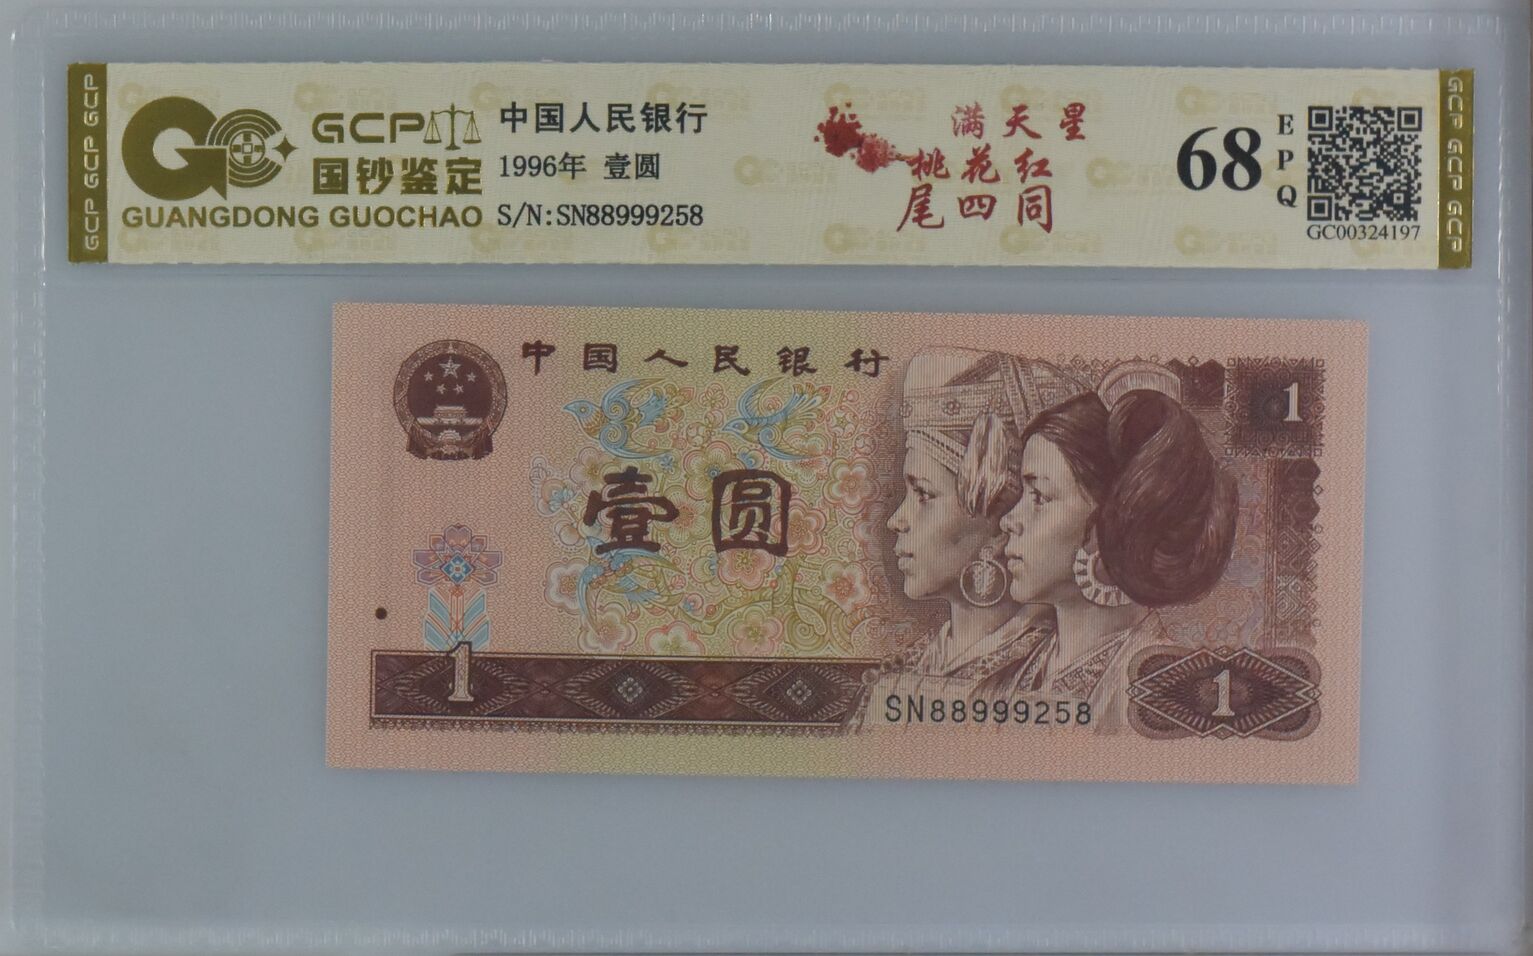 GCP GCP GCP
GCP
国钞鉴定
GUANGDONG GUOCHAO
中国人民银行
1996年 壹圆
S/N:SN88999258
满天星
桃花红
尾四同
68
EPQ
GC00324197
GCP GCP GCP
中国人民银行
壹圆
1
1
SN88999258
1